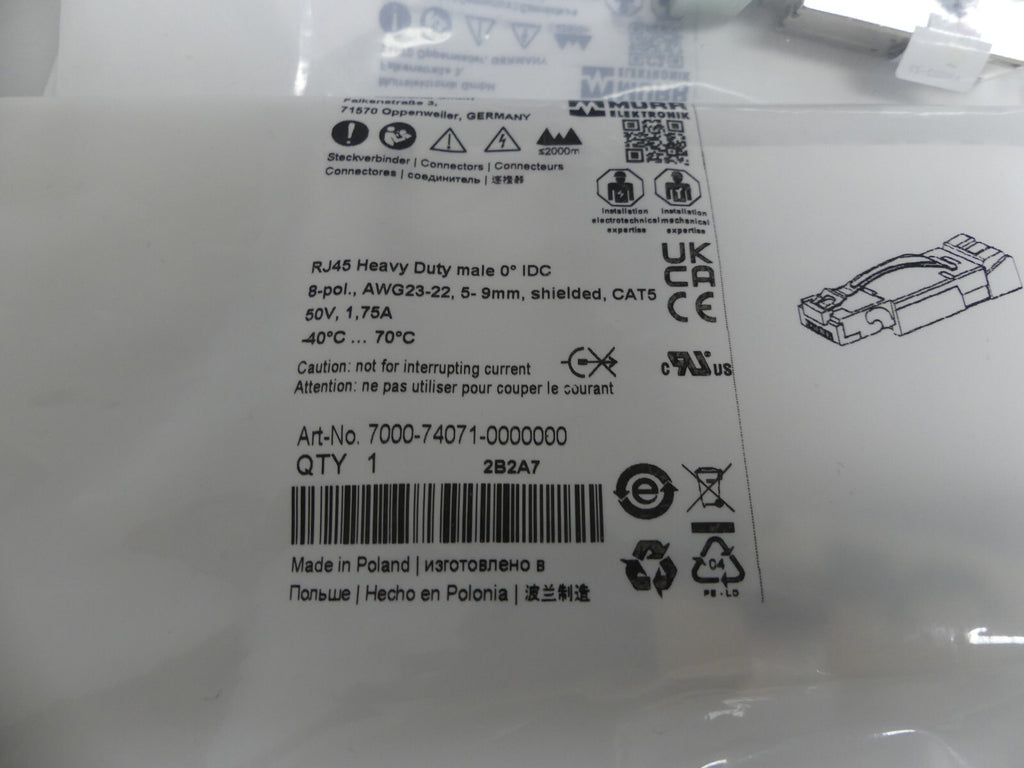 Falkenstraße 3,
71570 Oppenweiler, GERMANY
MURR
ELEKTRONIK
≤2000m
Steckverbinder | Connectors | Connecteurs
Connectores | соединитель | 连接器
installation
electrotechnical
expertise
installation
mechanical
expertise
UK
CA
CE
RJ45 Heavy Duty male 0° IDC
8-pol., AWG23-22, 5- 9mm, shielded, CAT5
50V, 1,75A
-40°C ... 70°C
Caution: not for interrupting current
Attention: ne pas utiliser pour couper le courant
c US
Art-No. 7000-74071-0000000
QTY 1
2B2A7
e
Made in Poland | изготовлено в
Польше | Hecho en Polonia | 波兰制造
04
PE-LD